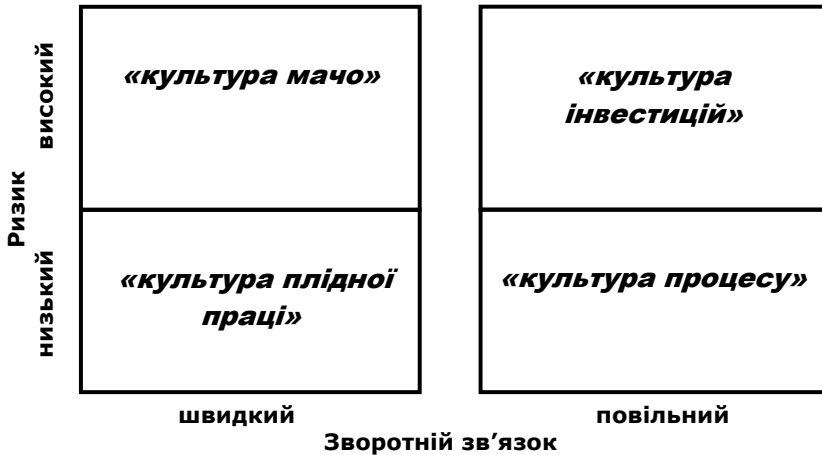 високий
«культура мачо»
«культура
інвестицій»
Ризик
низький
«культура плідної
праці»
«культура процесу»
швидкий
повільний
Зворотній зв’язок